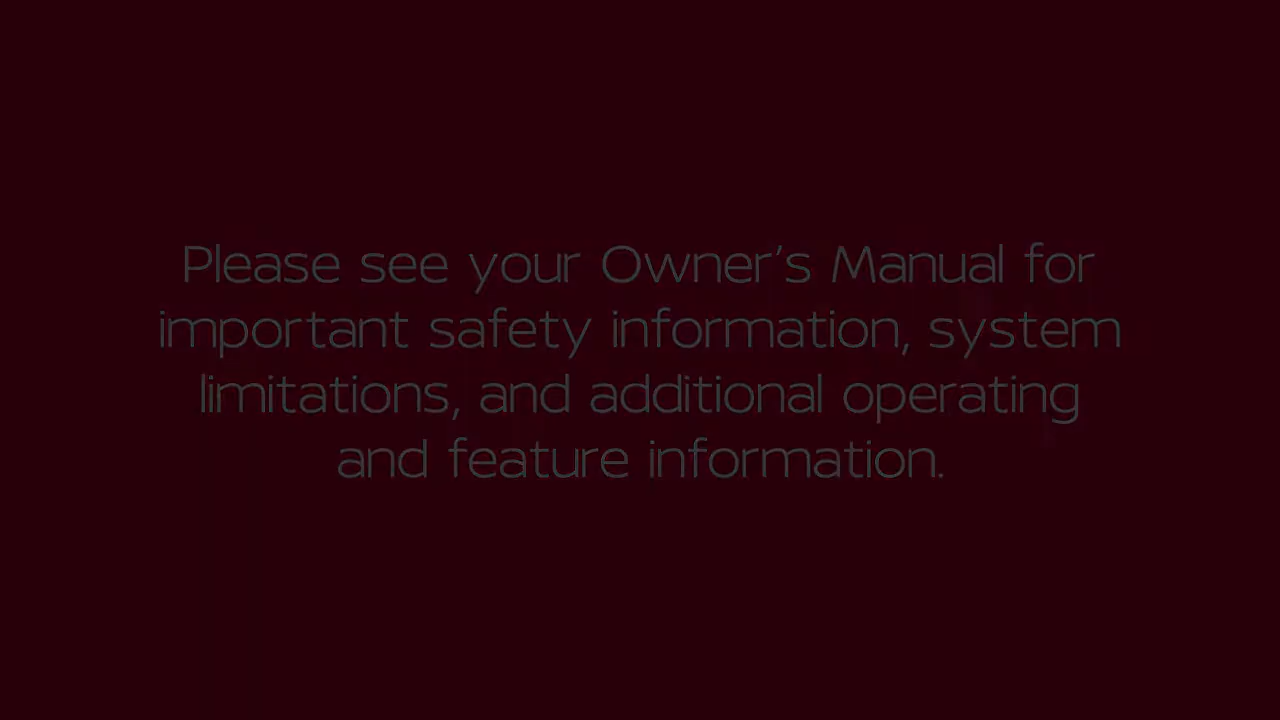 Please see your Owner’s Manual for
important safety information, system
limitations, and additional operating
and feature information.